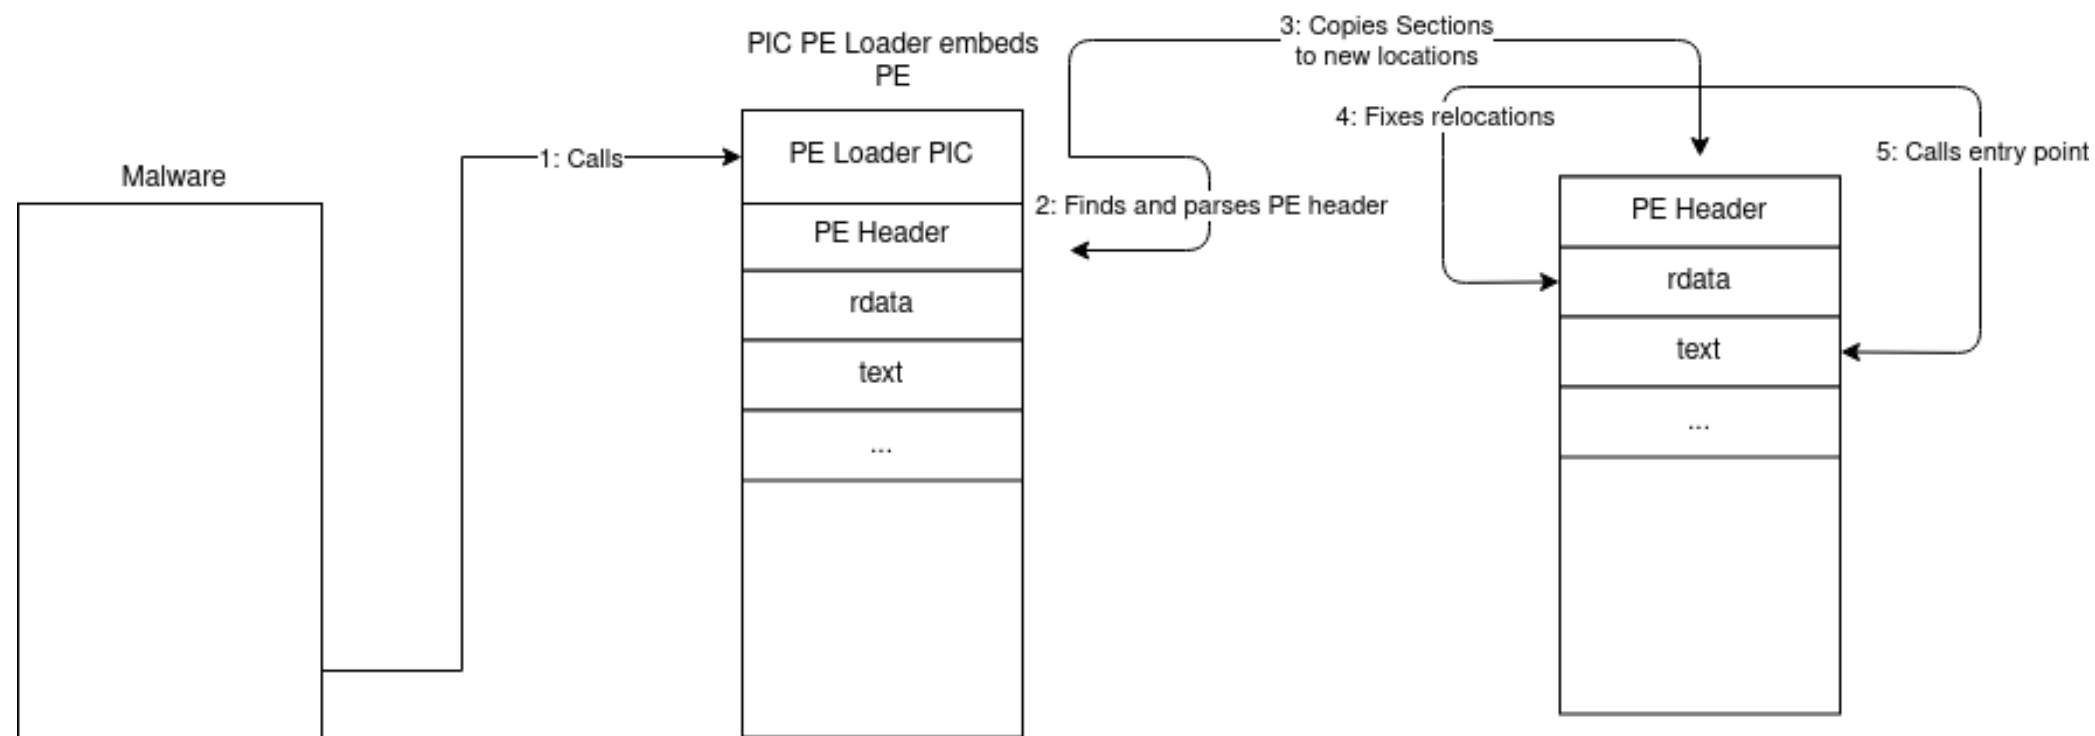 Malware
1: Calls
PIC PE Loader embeds
PE
PE Loader PIC
PE Header
rdata
text
...
2: Finds and parses PE header
3: Copies Sections
to new locations
4: Fixes relocations
5: Calls entry point
PE Header
rdata
text
...